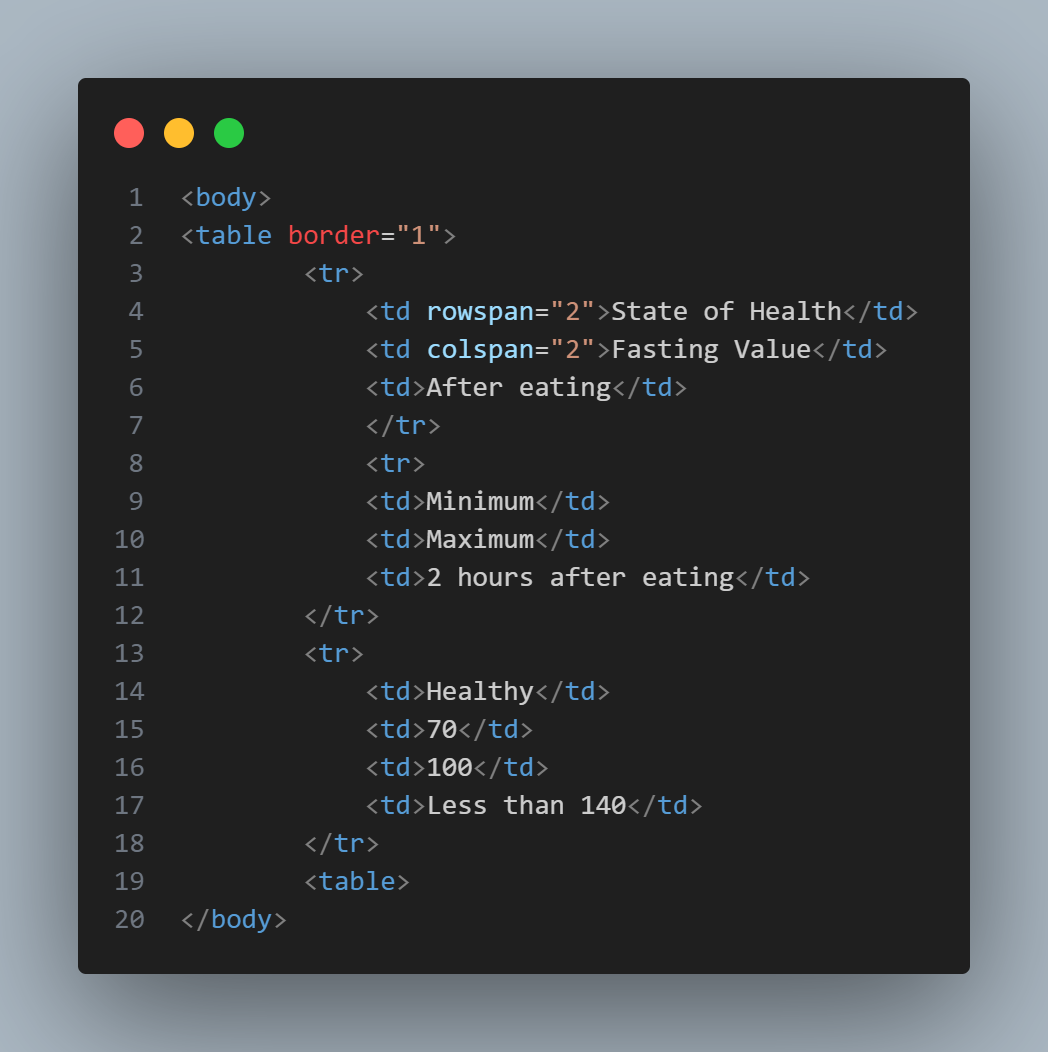 1 <body>
2 <table border="1">
3 <tr>
4 <td rowspan="2">State of Health</td>
5 <td colspan="2">Fasting Value</td>
6 <td>After eating</td>
7 </tr>
8 <tr>
9 <td>Minimum</td>
10 <td>Maximum</td>
11 <td>2 hours after eating</td>
12 </tr>
13 <tr>
14 <td>Healthy</td>
15 <td>70</td>
16 <td>100</td>
17 <td>Less than 140</td>
18 </tr>
19 <table>
20 </body>